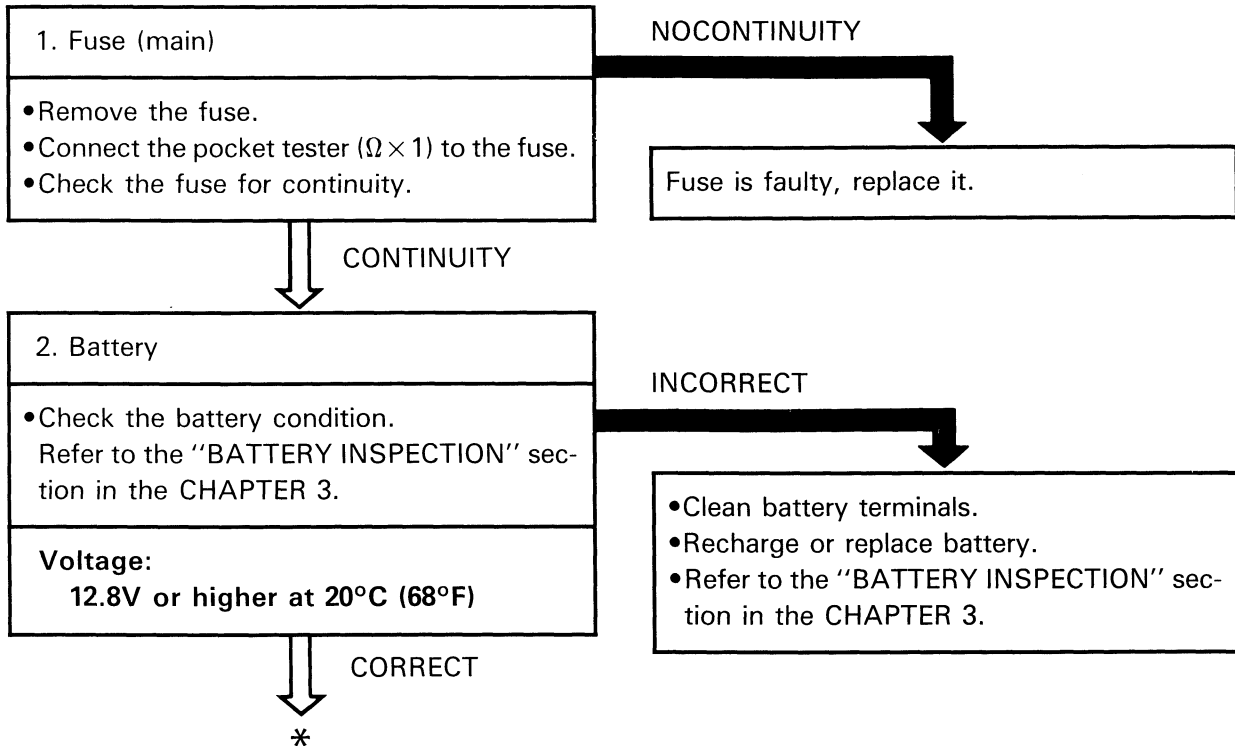 1. Fuse (main)
NOCONTINUITY
•Remove the fuse.
•Connect the pocket tester (Ω×1) to the fuse.
•Check the fuse for continuity.
Fuse is faulty, replace it.
CONTINUITY
2. Battery
INCORRECT
•Check the battery condition.
Refer to the "BATTERY INSPECTION" sec-
tion in the CHAPTER 3.
Voltage:
12.8V or higher at 20°C (68°F)
•Clean battery terminals.
•Recharge or replace battery.
•Refer to the "BATTERY INSPECTION" sec-
tion in the CHAPTER 3.
CORRECT
*